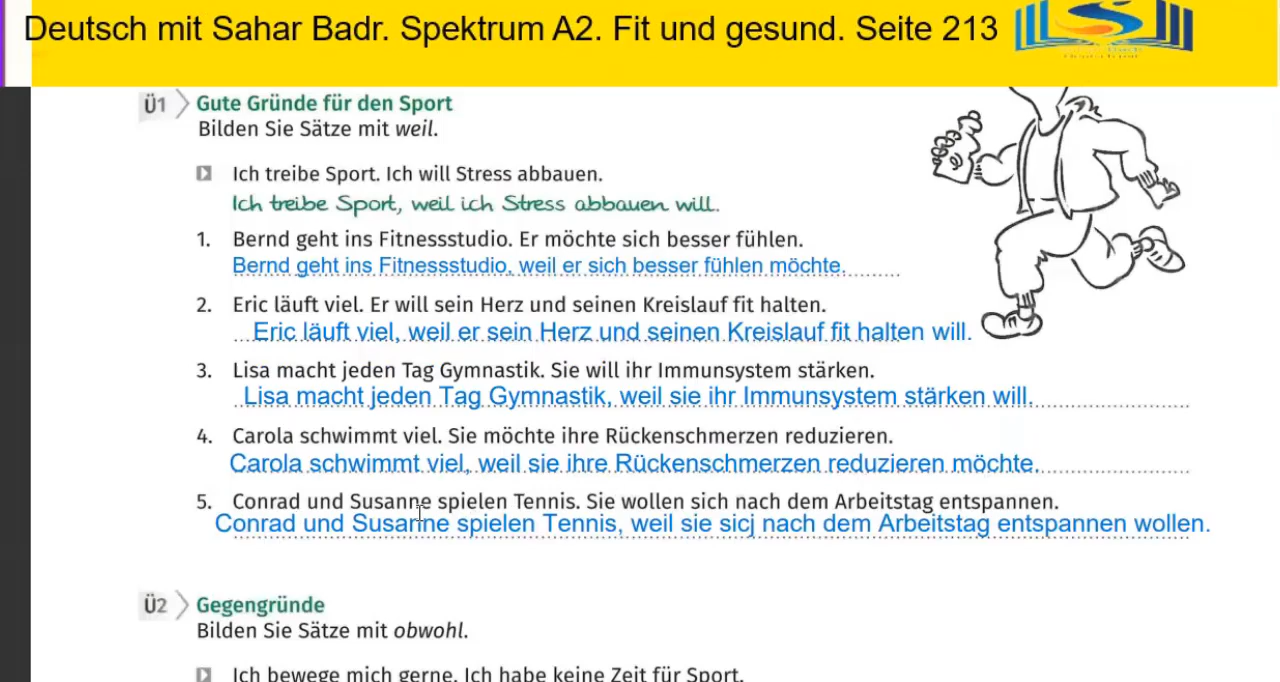 Deutsch mit Sahar Badr. Spektrum A2. Fit und gesund. Seite 213
Ü1 Gute Gründe für den Sport
Bilden Sie Sätze mit weil.
Ich treibe Sport. Ich will Stress abbauen.
Ich treibe Sport, weil ich Stress abbauen will.
1. Bernd geht ins Fitnessstudio. Er möchte sich besser fühlen.
Bernd geht ins Fitnessstudio, weil er sich besser fühlen möchte.
2. Eric läuft viel. Er will sein Herz und seinen Kreislauf fit halten.
Eric läuft viel, weil er sein Herz und seinen Kreislauf fit halten will.
3. Lisa macht jeden Tag Gymnastik. Sie will ihr Immunsystem stärken.
Lisa macht jeden Tag Gymnastik, weil sie ihr Immunsystem stärken will.
4. Carola schwimmt viel. Sie möchte ihre Rückenschmerzen reduzieren.
Carola schwimmt viel, weil sie ihre Rückenschmerzen reduzieren möchte.
5. Conrad und Susanne spielen Tennis. Sie wollen sich nach dem Arbeitstag entspannen.
Conrad und Susanne spielen Tennis, weil sie sicj nach dem Arbeitstag entspannen wollen.
Ü2 Gegengründe
Bilden Sie Sätze mit obwohl.
Ich bewege mich gerne. Ich habe keine Zeit für Sport.